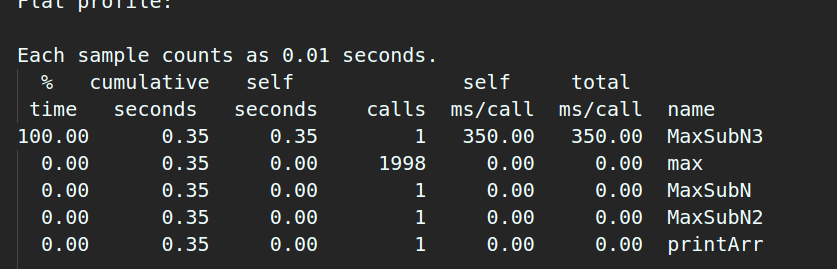 Flat profile:
Each sample counts as 0.01 seconds.
% cumulative self self total
time seconds seconds calls ms/call ms/call name
100.00 0.35 0.35 1 350.00 350.00 MaxSubN3
0.00 0.35 0.00 1998 0.00 0.00 max
0.00 0.35 0.00 1 0.00 0.00 MaxSubN
0.00 0.35 0.00 1 0.00 0.00 MaxSubN2
0.00 0.35 0.00 1 0.00 0.00 printArr